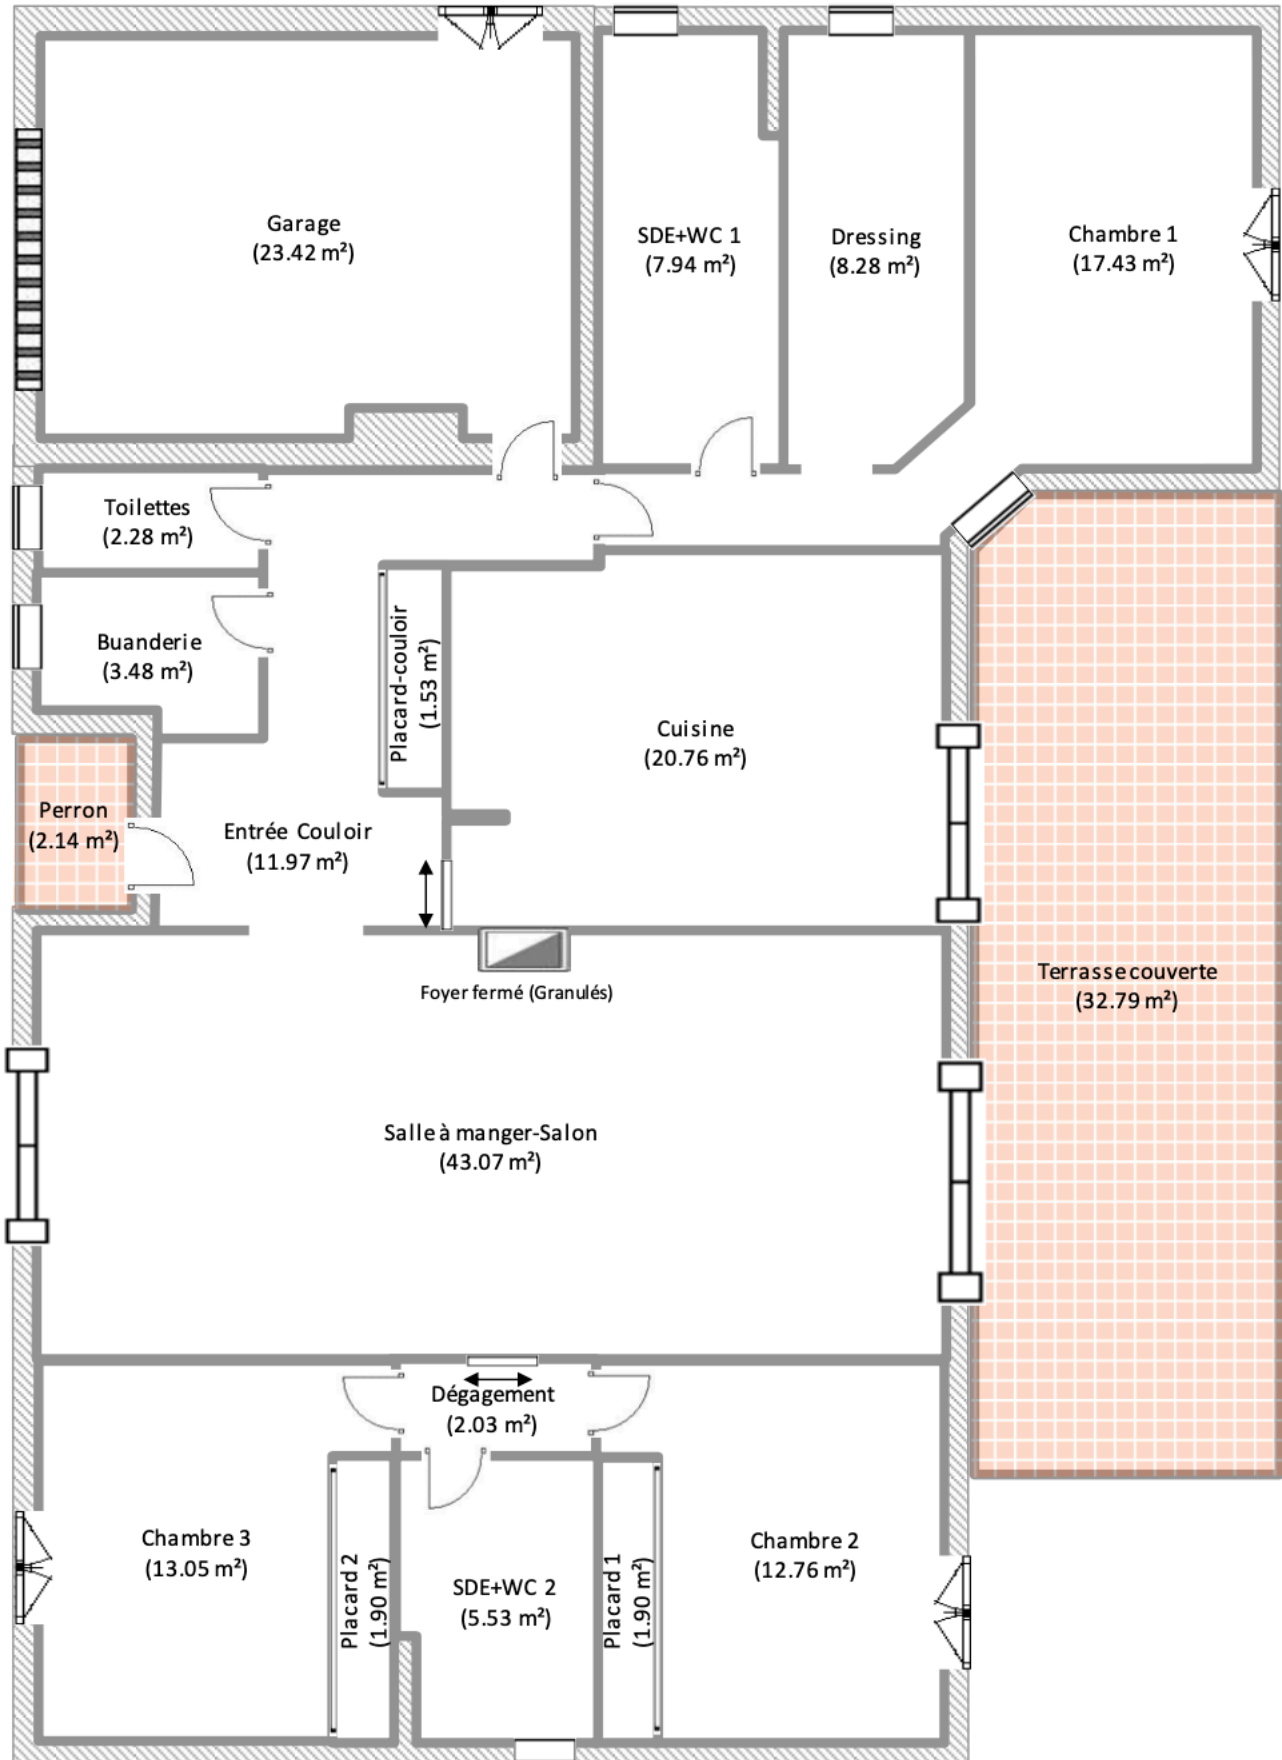 Garage
(23.42 m²)
SDE+WC 1
(7.94 m²)
Dressing
(8.28 m²)
Chambre 1
(17.43 m²)
Toilettes
(2.28 m²)
Buanderie
(3.48 m²)
Placard-couloir
(1.53 m²)
Cuisine
(20.76 m²)
Perron
(2.14 m²)
Entrée Couloir
(11.97 m²)
Foyer fermé (Granulés)
Terrasse couverte
(32.79 m²)
Salle à manger-Salon
(43.07 m²)
Dégagement
(2.03 m²)
Chambre 3
(13.05 m²)
Placard 2
(1.90 m²)
SDE+WC 2
(5.53 m²)
Placard 1
(1.90 m²)
Chambre 2
(12.76 m²)